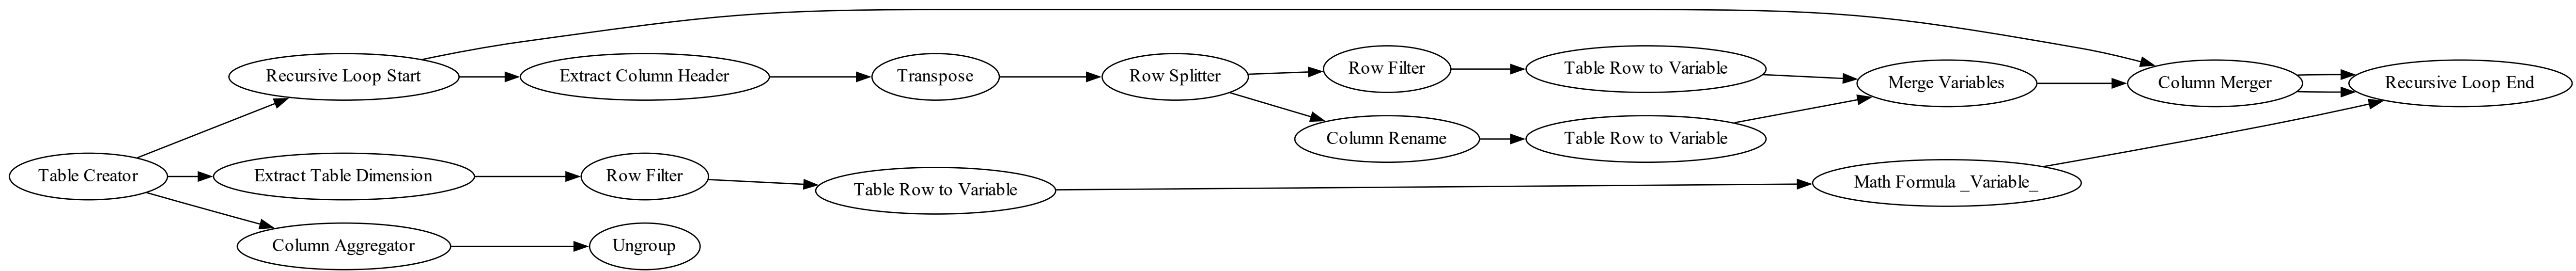 Recursive Loop Start
Extract Column Header
Transpose
Row Splitter
Row Filter
Table Row to Variable
Merge Variables
Column Merger
Recursive Loop End
Column Rename
Table Row to Variable
Table Creator
Extract Table Dimension
Row Filter
Table Row to Variable
Math Formula _Variable_
Column Aggregator
Ungroup